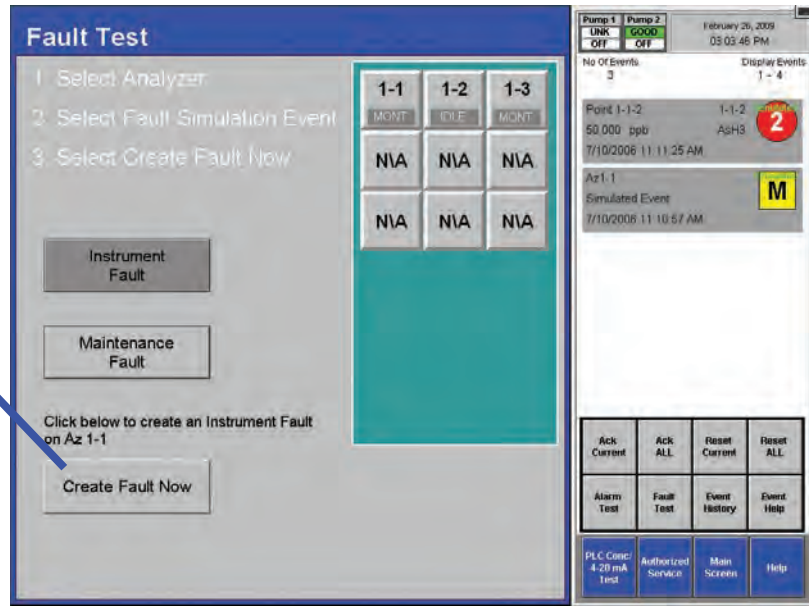 Fault Test
1. Select Analyzer
2. Select Fault Simulation Event
3. Select Create Fault Now
1-1 1-2 1-3
MONT IDLE MONT
N\A N\A N\A
N\A N\A N\A
Instrument
Fault
Maintenance
Fault
Click below to create an Instrument Fault
on Az 1-1
Create Fault Now
Pump 1 Pump 2
UNK GOOD
OFF OFF
February 26, 2009
03:03:46 PM
No Of Events
3
Display Events
1 - 4
Point 1-1-2 1-1-2
50.000 ppb AsH3
2
7/10/2006 11:11:25 AM
Az1-1
Simulated Event
M
7/10/2006 11:10:57 AM
Ack
Current
Ack
ALL
Reset
Current
Reset
ALL
Alarm
Test
Fault
Test
Event
History
Event
Help
PLC Conc/
4-20 mA
Test
Authorized
Service
Main
Screen
Help